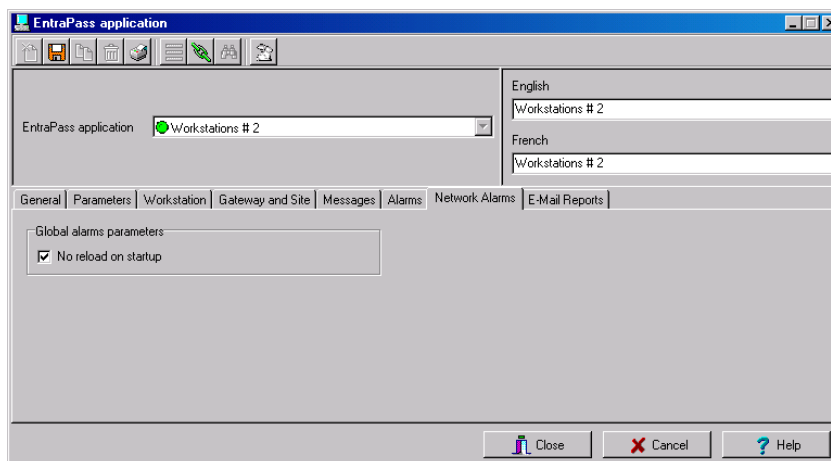 EntraPass application
English
Workstations # 2
EntraPass application
Workstations # 2
French
Workstations # 2
General
Parameters
Workstation
Gateway and Site
Messages
Alarms
Network Alarms
E-Mail Reports
Global alarms parameters
No reload on startup
Close
Cancel
? Help